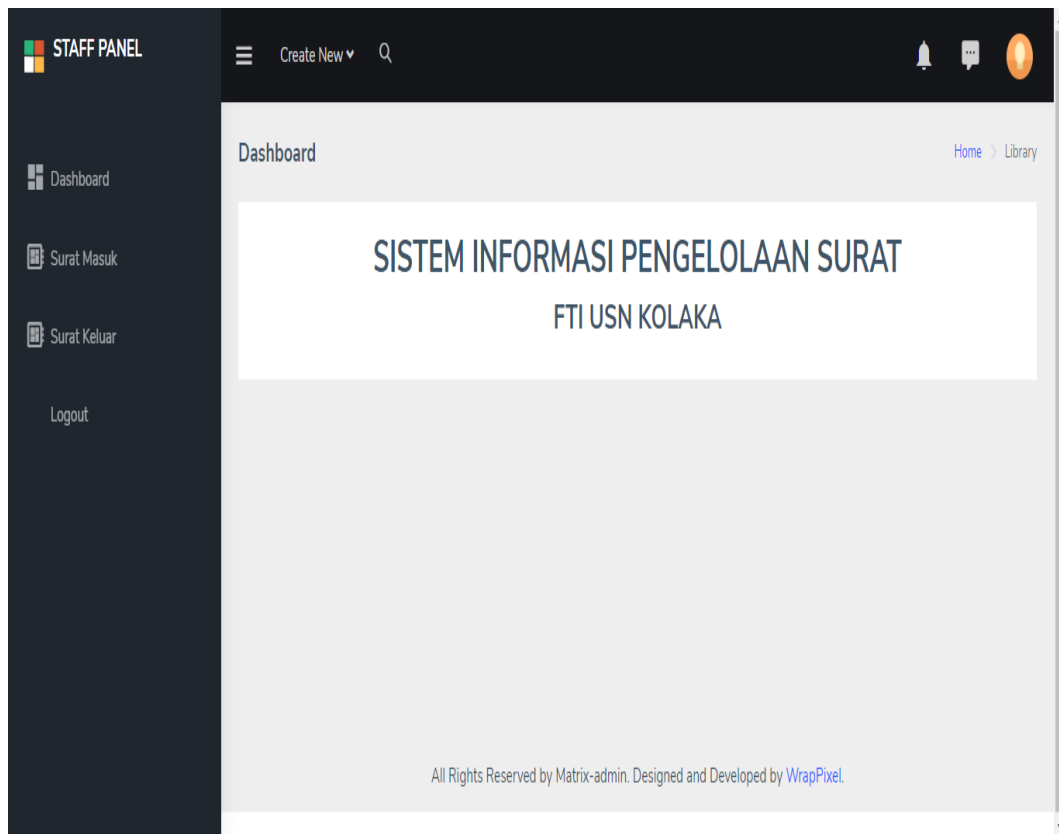 STAFF PANEL
Create New
Dashboard
Surat Masuk
Surat Keluar
Logout
Dashboard
Home > Library
SISTEM INFORMASI PENGELOLAAN SURAT
FTI USN KOLAKA
All Rights Reserved by Matrix-admin. Designed and Developed by WrapPixel.